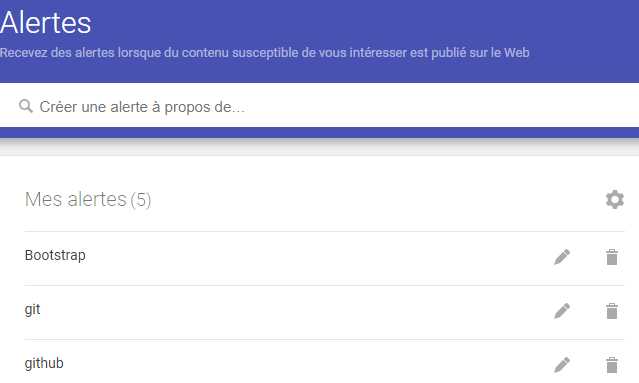 Alertes
Recevez des alertes lorsque du contenu susceptible de vous intéresser est publié sur le Web
Créer une alerte à propos de…
Mes alertes (5)
Bootstrap
git
github